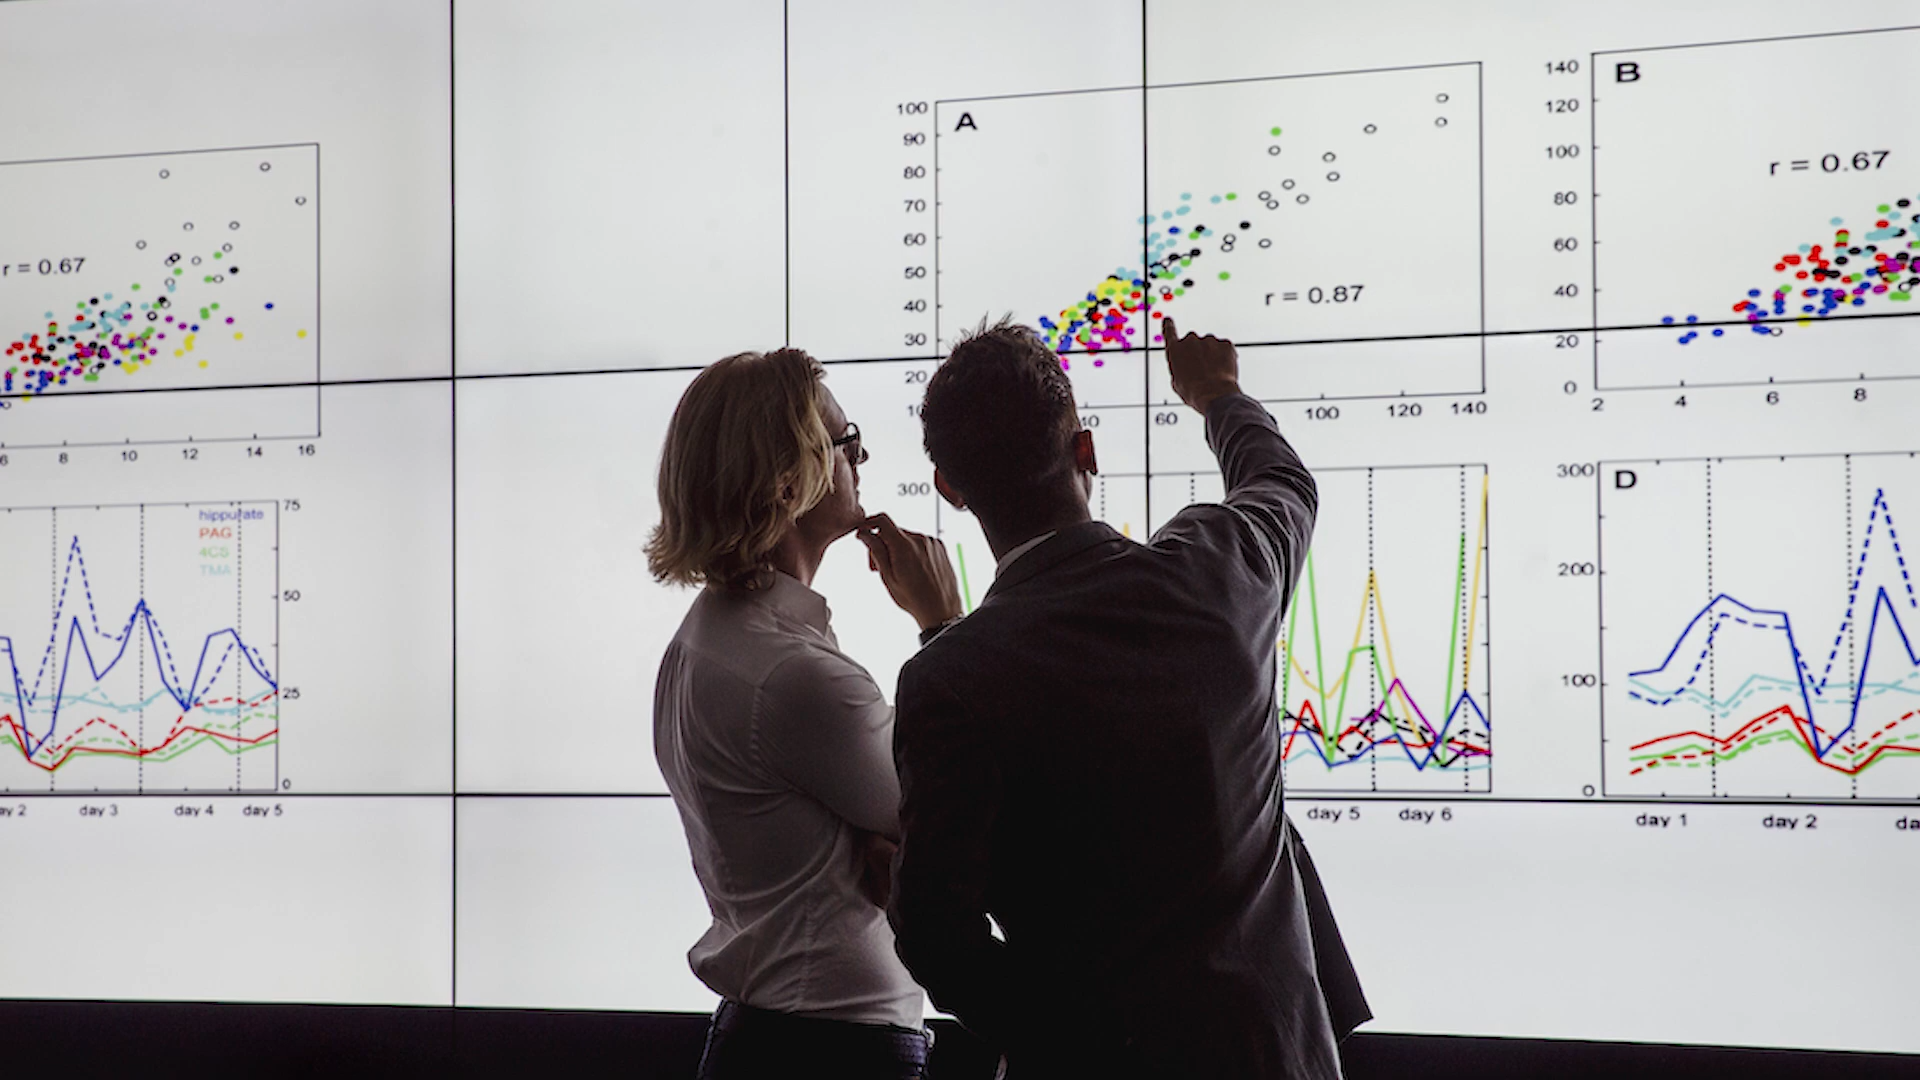 r = 0.67
6
8
10
12
14
16
hippurate
PAG
4CS
TMA
75
50
25
0
day 3
day 4
day 5
A
100
90
80
70
60
50
40
30
20
r = 0.87
60
100
120
140
300
day 5
day 6
B
140
120
100
80
60
40
20
0
r = 0.67
2
4
6
8
D
300
200
100
0
day 1
day 2